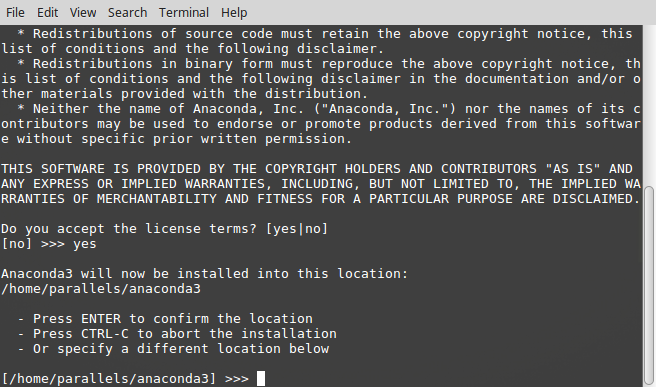 File Edit View Search Terminal Help
* Redistributions of source code must retain the above copyright notice, this
list of conditions and the following disclaimer.
* Redistributions in binary form must reproduce the above copyright notice, th
is list of conditions and the following disclaimer in the documentation and/or o
ther materials provided with the distribution.
* Neither the name of Anaconda, Inc. ("Anaconda, Inc.") nor the names of its c
ontributors may be used to endorse or promote products derived from this softwar
e without specific prior written permission.
THIS SOFTWARE IS PROVIDED BY THE COPYRIGHT HOLDERS AND CONTRIBUTORS "AS IS" AND
ANY EXPRESS OR IMPLIED WARRANTIES, INCLUDING, BUT NOT LIMITED TO, THE IMPLIED WA
RRANTIES OF MERCHANTABILITY AND FITNESS FOR A PARTICULAR PURPOSE ARE DISCLAIMED.
Do you accept the license terms? [yes|no]
[no] >>> yes
Anaconda3 will now be installed into this location:
/home/parallels/anaconda3
- Press ENTER to confirm the location
- Press CTRL-C to abort the installation
- Or specify a different location below
[/home/parallels/anaconda3] >>>